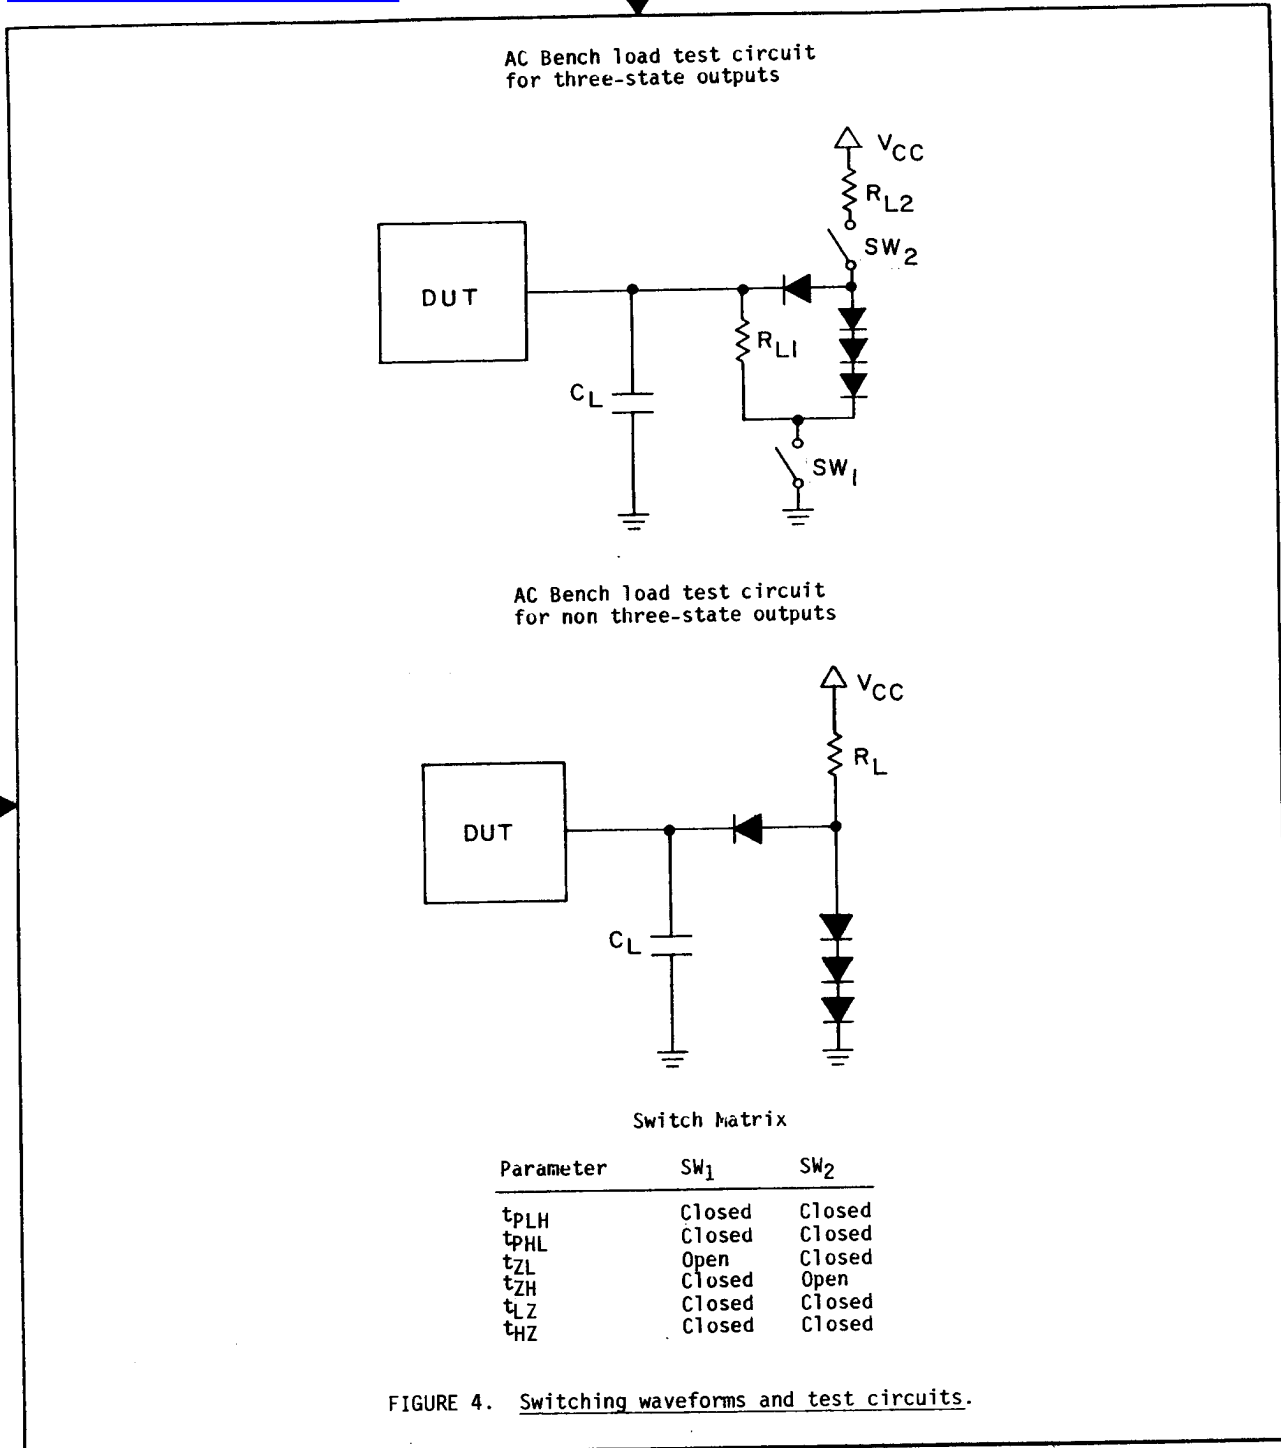 AC Bench load test circuit
for three-state outputs
VCC
RL2
SW2
DUT
RL1
CL
SW1
AC Bench load test circuit
for non three-state outputs
VCC
RL
DUT
CL
Switch Matrix
Parameter SW1 SW2
tPLH Closed Closed
tPHL Closed Closed
tZL Open Closed
tZH Closed Open
tLZ Closed Closed
tHZ Closed Closed
FIGURE 4. Switching waveforms and test circuits.